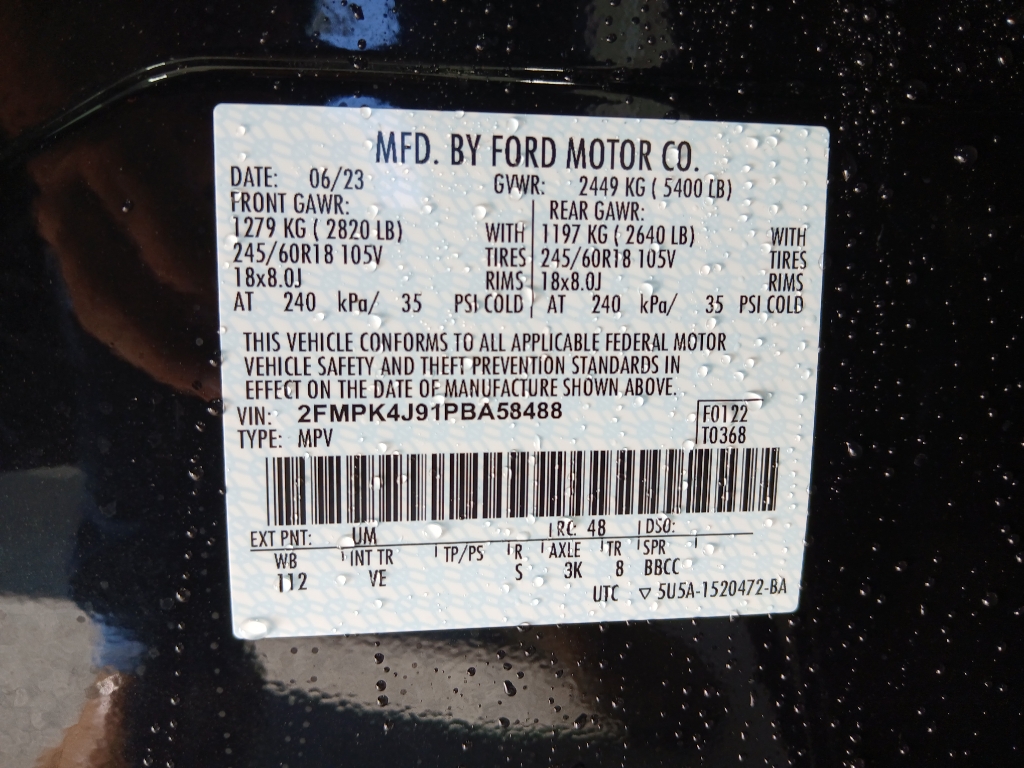 MFD. BY FORD MOTOR CO.
DATE: 06/23 GVWR: 2449 KG ( 5400 LB)
FRONT GAWR: REAR GAWR:
1279 KG ( 2820 LB) WITH 1197 KG ( 2640 LB) WITH
245/60R18 105V TIRES 245/60R18 105V TIRES
18x8.0J RIMS 18x8.0J RIMS
AT 240 kPa/ 35 PSI COLD AT 240 kPa/ 35 PSI COLD
THIS VEHICLE CONFORMS TO ALL APPLICABLE FEDERAL MOTOR
VEHICLE SAFETY AND THEFT PREVENTION STANDARDS IN
EFFECT ON THE DATE OF MANUFACTURE SHOWN ABOVE.
VIN: 2FMPK4J91PBA58488 F0122
TYPE: MPV T0368
EXT PNT: UM RC: 48 DSO:
WB INT TR TP/PS R AXLE TR SPR
112 VE S 3K 8 BBCC
UTC ▽ 5U5A-1520472-BA